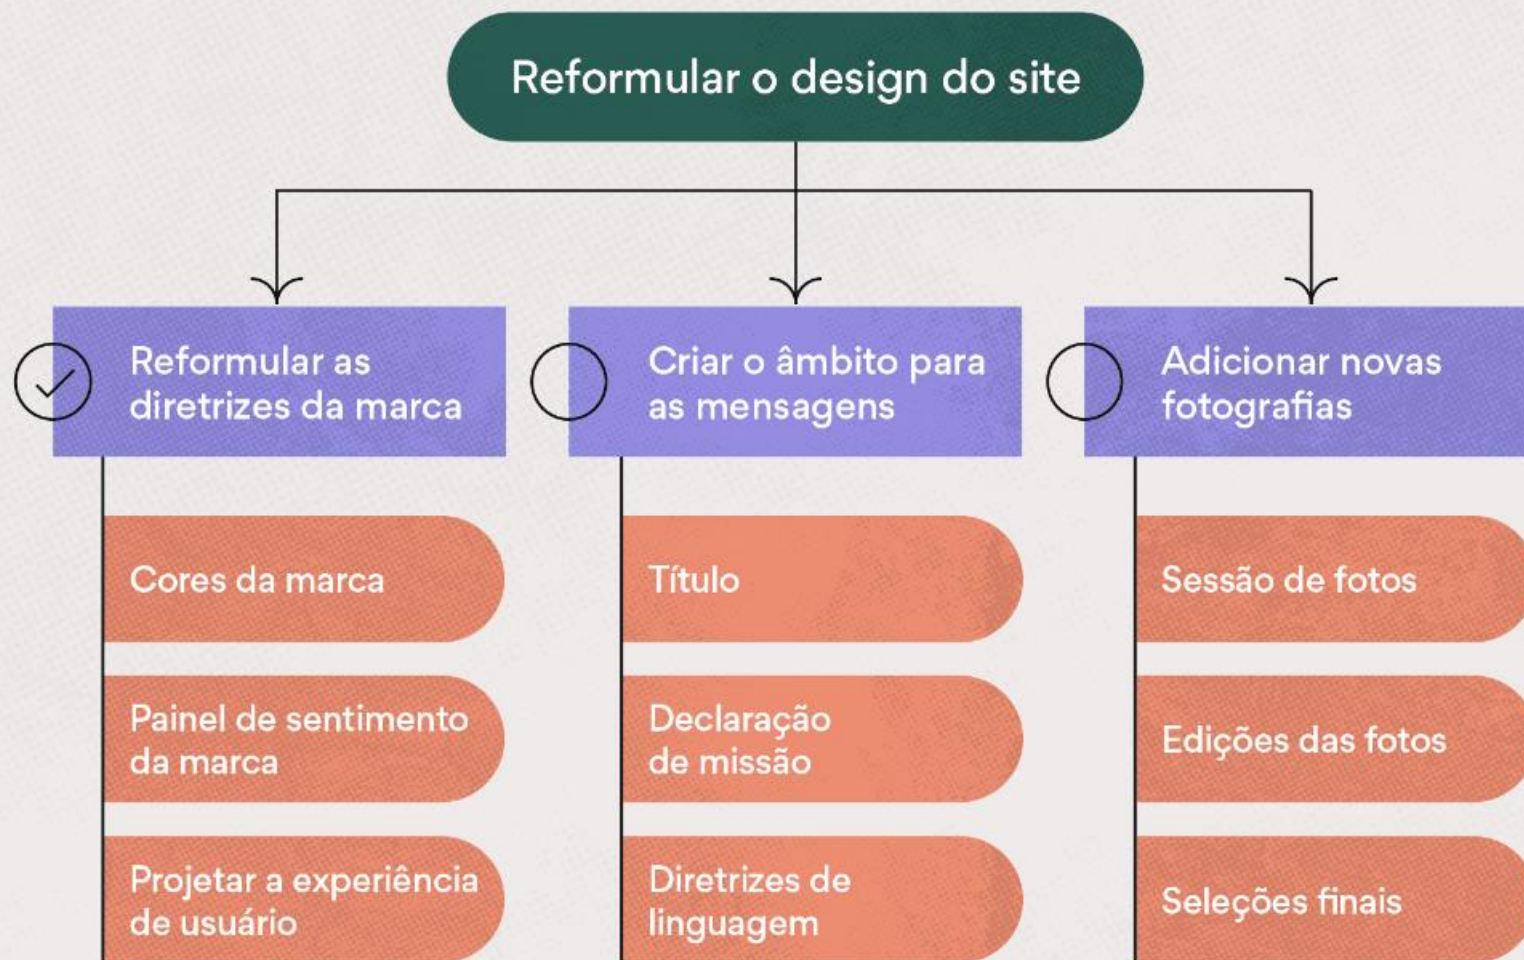 Reformular o design do site
Reformular as
diretrizes da marca
Criar o âmbito para
as mensagens
Adicionar novas
fotografias
Cores da marca
Título
Sessão de fotos
Painel de sentimento
da marca
Declaração
de missão
Edições das fotos
Projetar a experiência
de usuário
Diretrizes de
linguagem
Seleções finais